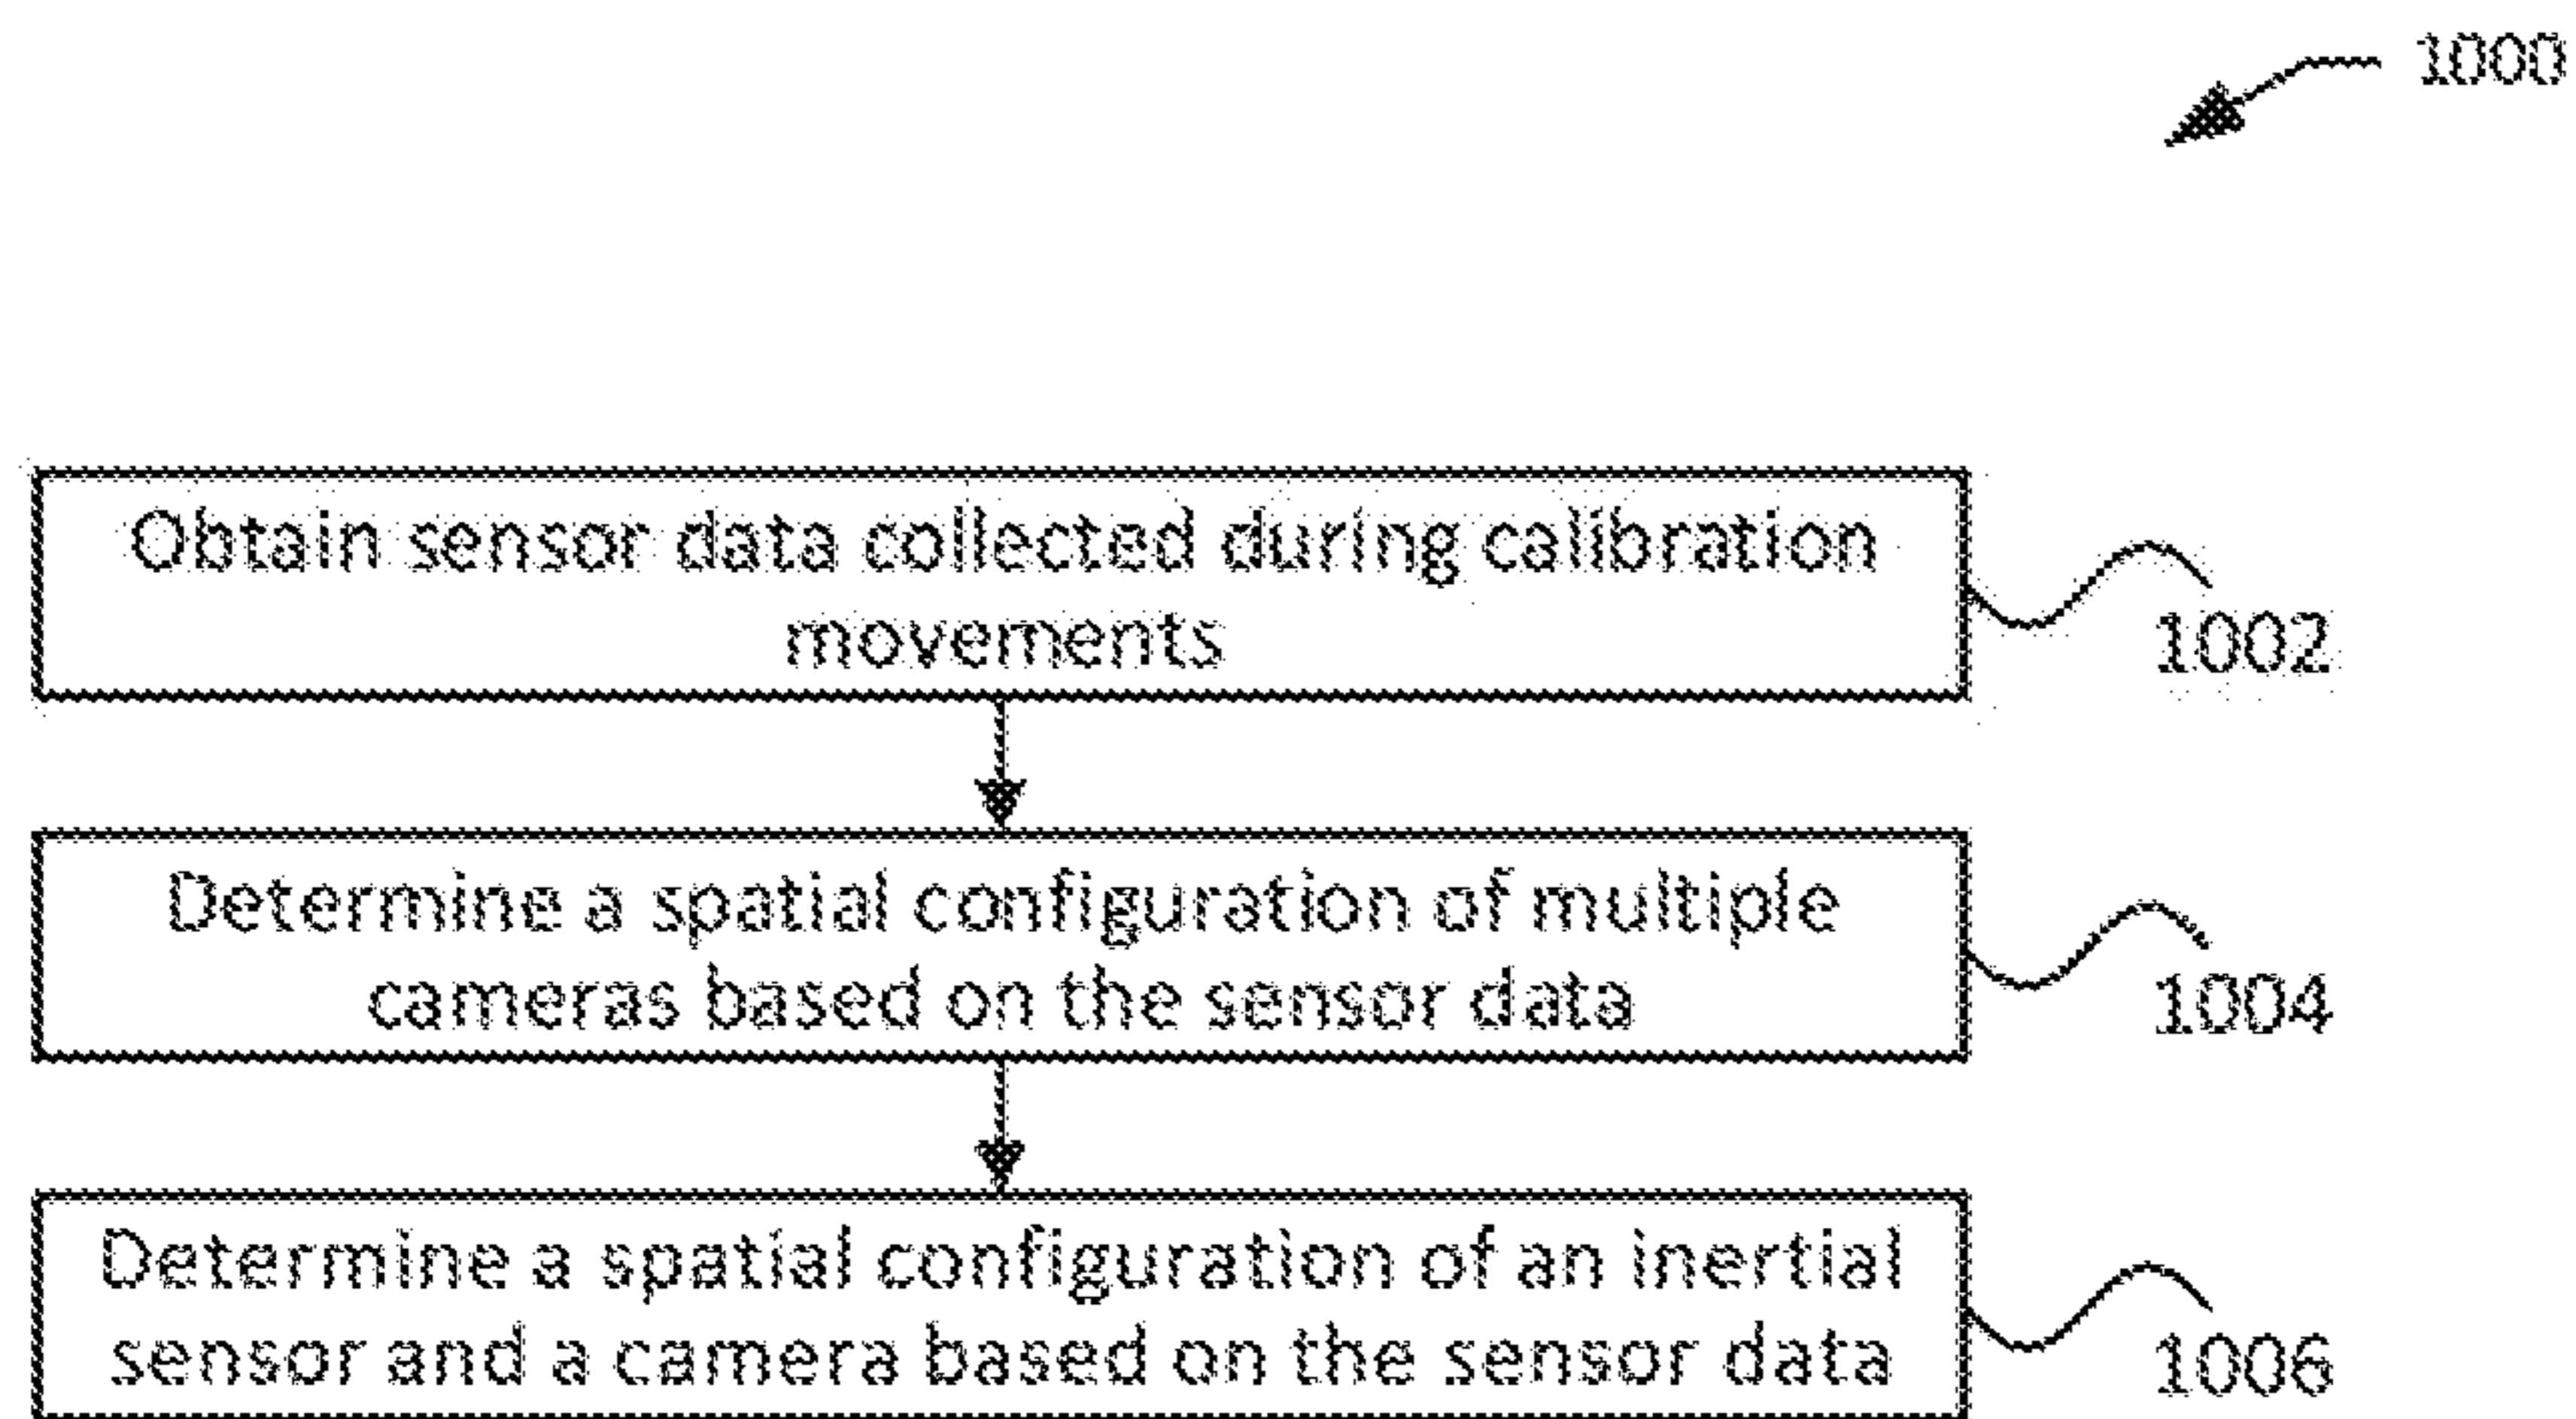 1000
Obtain sensor data collected during calibration
movements
1002
Determine a spatial configuration of multiple
cameras based on the sensor data
1004
Determine a spatial configuration of an inertial
sensor and a camera based on the sensor data
1006